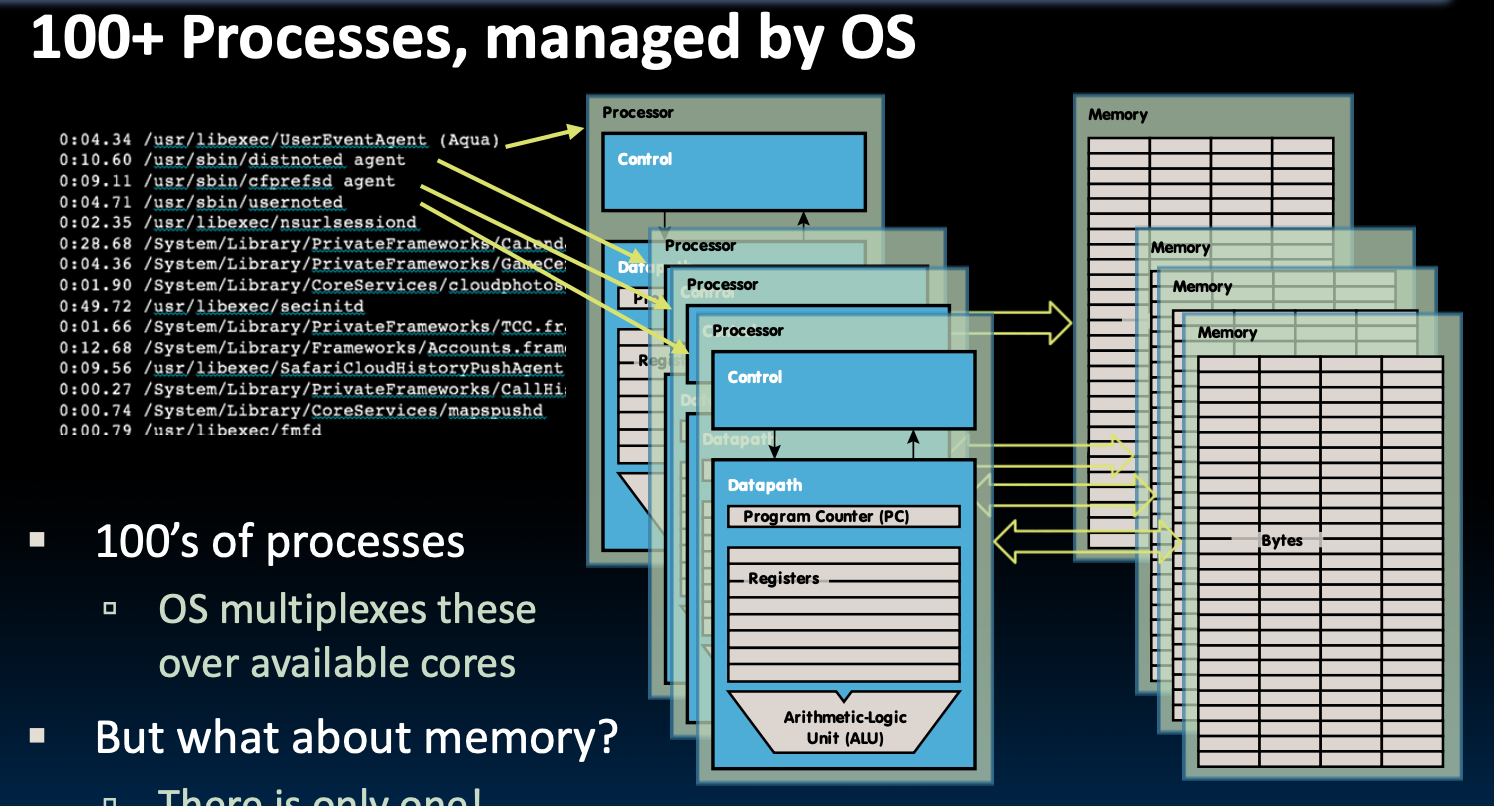 100+ Processes, managed by OS
0:04.34 /usr/libexec/UserEventAgent (Aqua)
0:10.60 /usr/sbin/distnoted agent
0:09.11 /usr/sbin/cfprefsd agent
0:04.71 /usr/sbin/usernoted
0:02.35 /usr/libexec/nsurlsessiond
0:28.68 /System/Library/PrivateFrameworks/Calend
0:04.36 /System/Library/PrivateFrameworks/GameCe
0:01.90 /System/Library/CoreServices/cloudphotos
0:49.72 /usr/libexec/secinitd
0:01.66 /System/Library/PrivateFrameworks/TCC.fr
0:12.68 /System/Library/Frameworks/Accounts.fram
0:09.56 /usr/libexec/SafariCloudHistoryPushAgent
0:00.27 /System/Library/PrivateFrameworks/CallHi
0:00.74 /System/Library/CoreServices/mapspushd
0:00.79 /usr/libexec/fmfd
100's of processes
OS multiplexes these
over available cores
But what about memory?
There is only one!
Processor
Control
Processor
Processor
Control
Processor
Control
Datapath
Datapath
Program Counter (PC)
Registers
Arithmetic-Logic
Unit (ALU)
Memory
Memory
Memory
Memory
Bytes